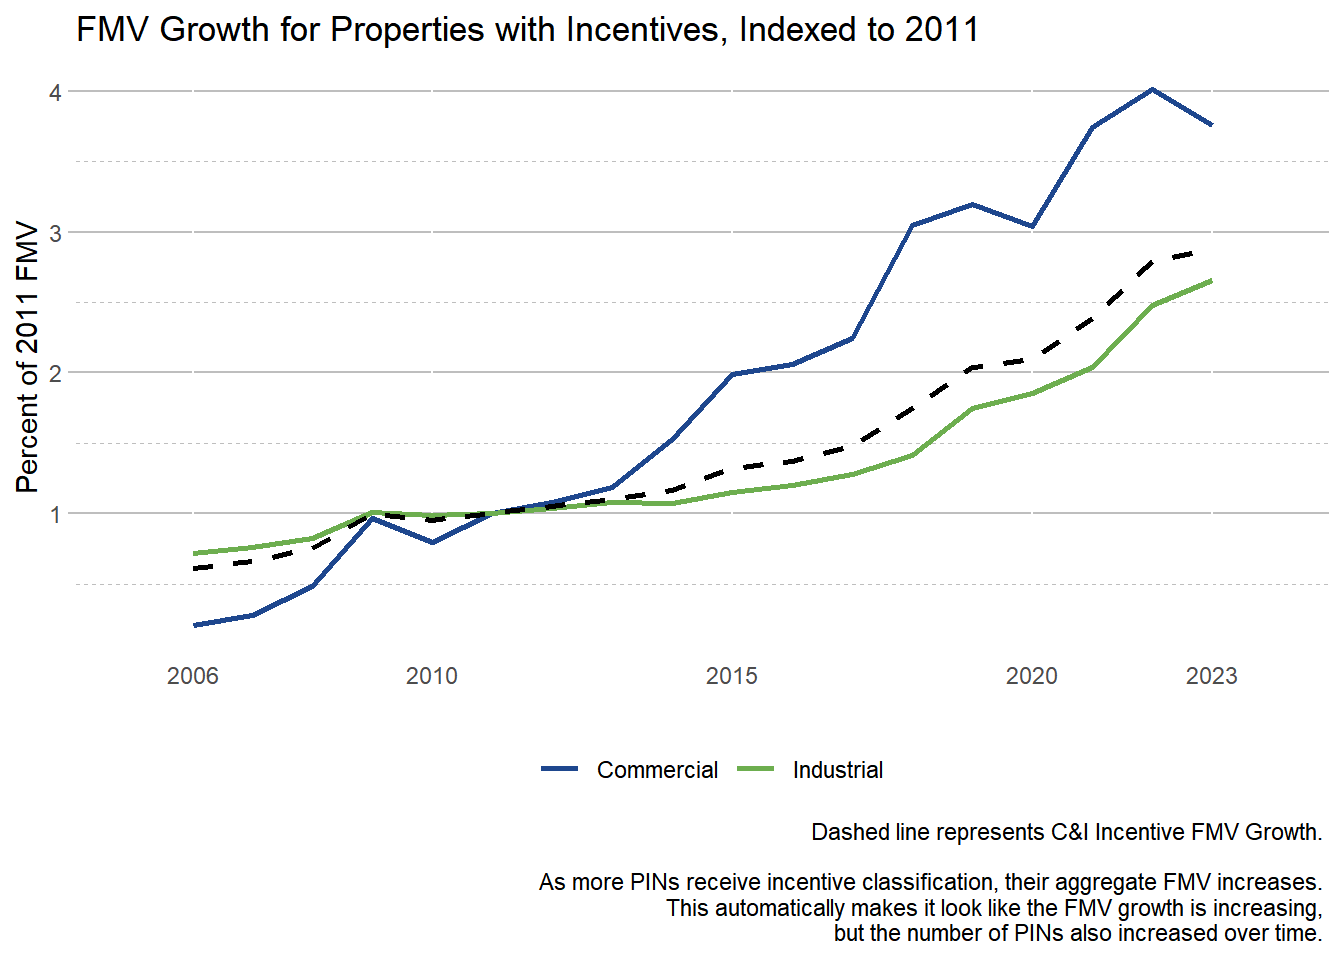 FMV Growth for Properties with Incentives, Indexed to 2011
Percent of 2011 FMV
4
3
2
1
2006 2010 2015 2020 2023
Commercial Industrial
Dashed line represents C&I Incentive FMV Growth.
As more PINs receive incentive classification, their aggregate FMV increases.
This automatically makes it look like the FMV growth is increasing,
but the number of PINs also increased over time.